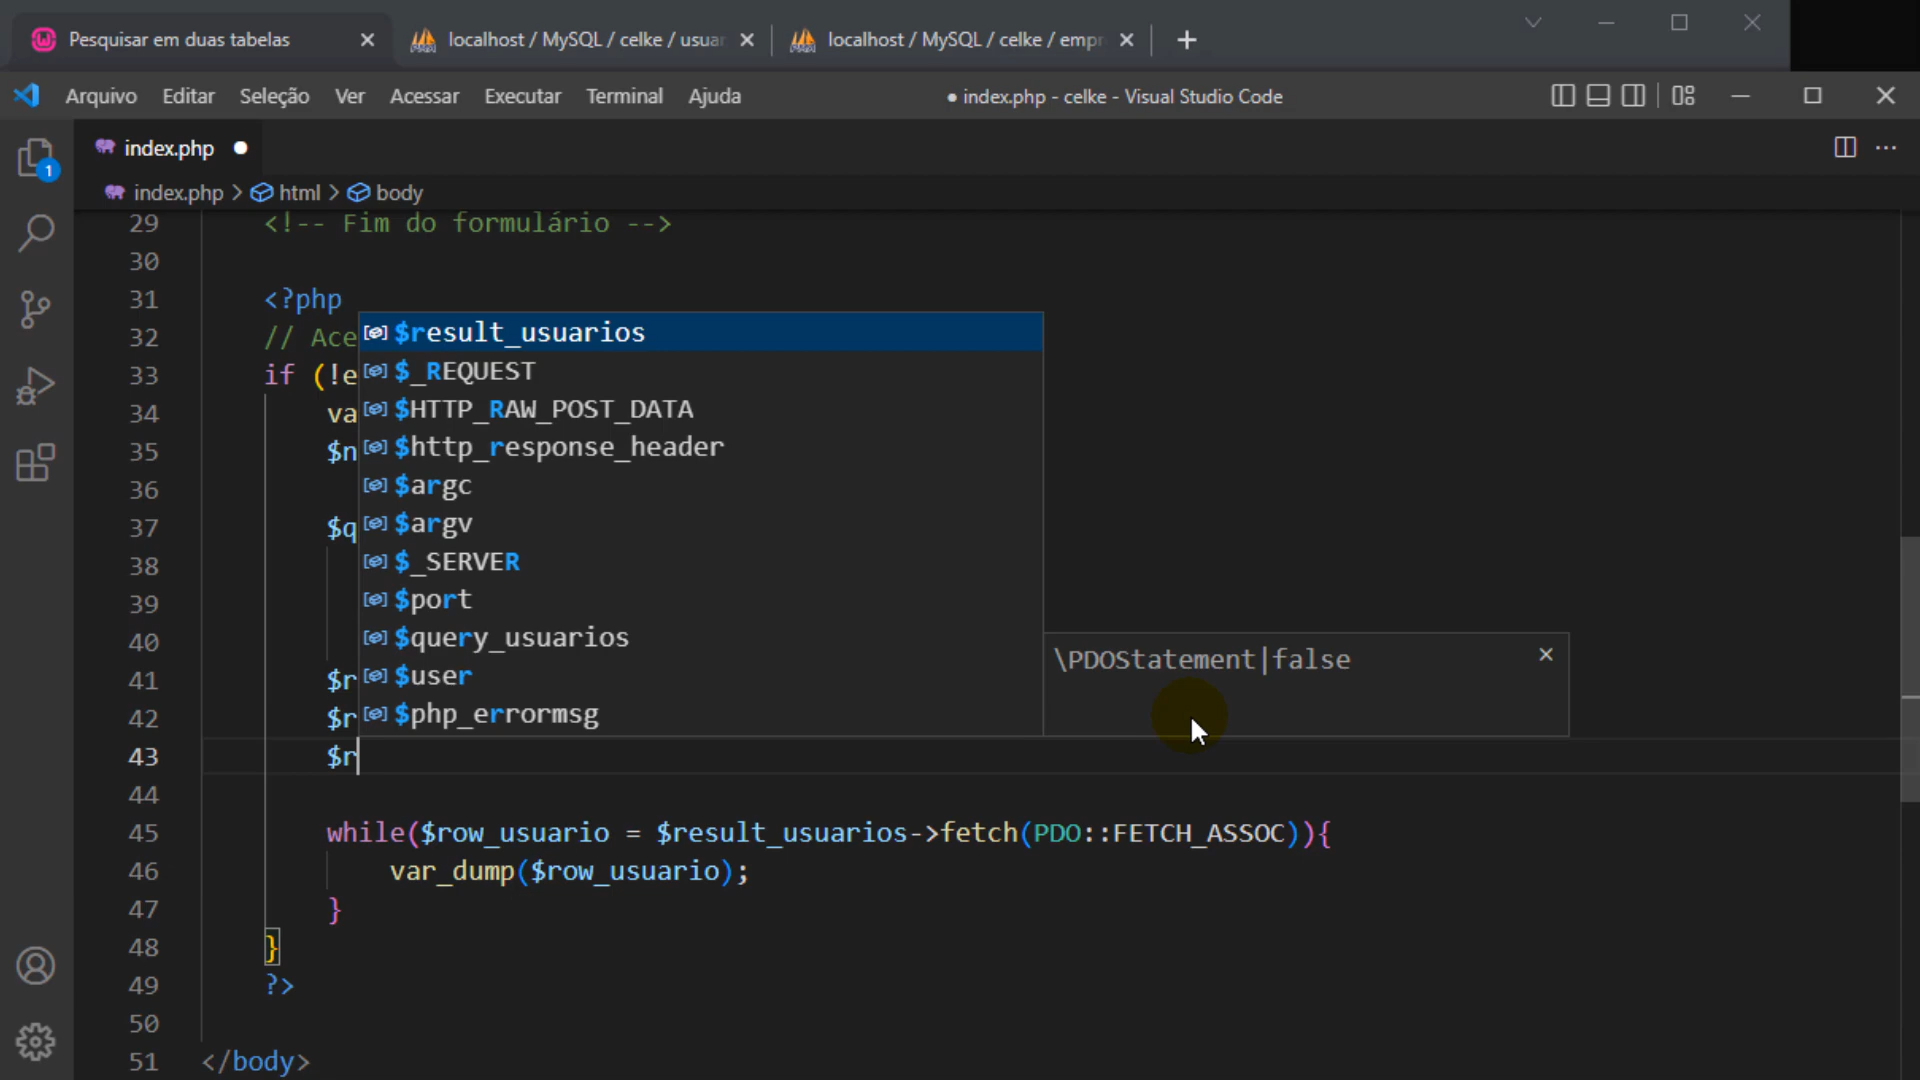 Pesquisar em duas tabelas
localhost / MySQL / celke / usuar
localhost / MySQL / celke / empr
Arquivo Editar Seleção Ver Acessar Executar Terminal Ajuda
● index.php - celke - Visual Studio Code
index.php
index.php > html > body
1
29 <!-- Fim do formulário -->
30
31 <?php
32 // Ace
33 if (!e
34 va
35 $n
36
37 $q
38
39
40
41 $r
42 $r
43 $r
$result_usuarios
$_REQUEST
$HTTP_RAW_POST_DATA
$http_response_header
$argc
$argv
$_SERVER
$port
$query_usuarios
$user
$php_errormsg
\PDOStatement|false
44
45 while($row_usuario = $result_usuarios->fetch(PDO::FETCH_ASSOC)){
46 var_dump($row_usuario);
47 }
48 }
49 ?>
50
51 </body>